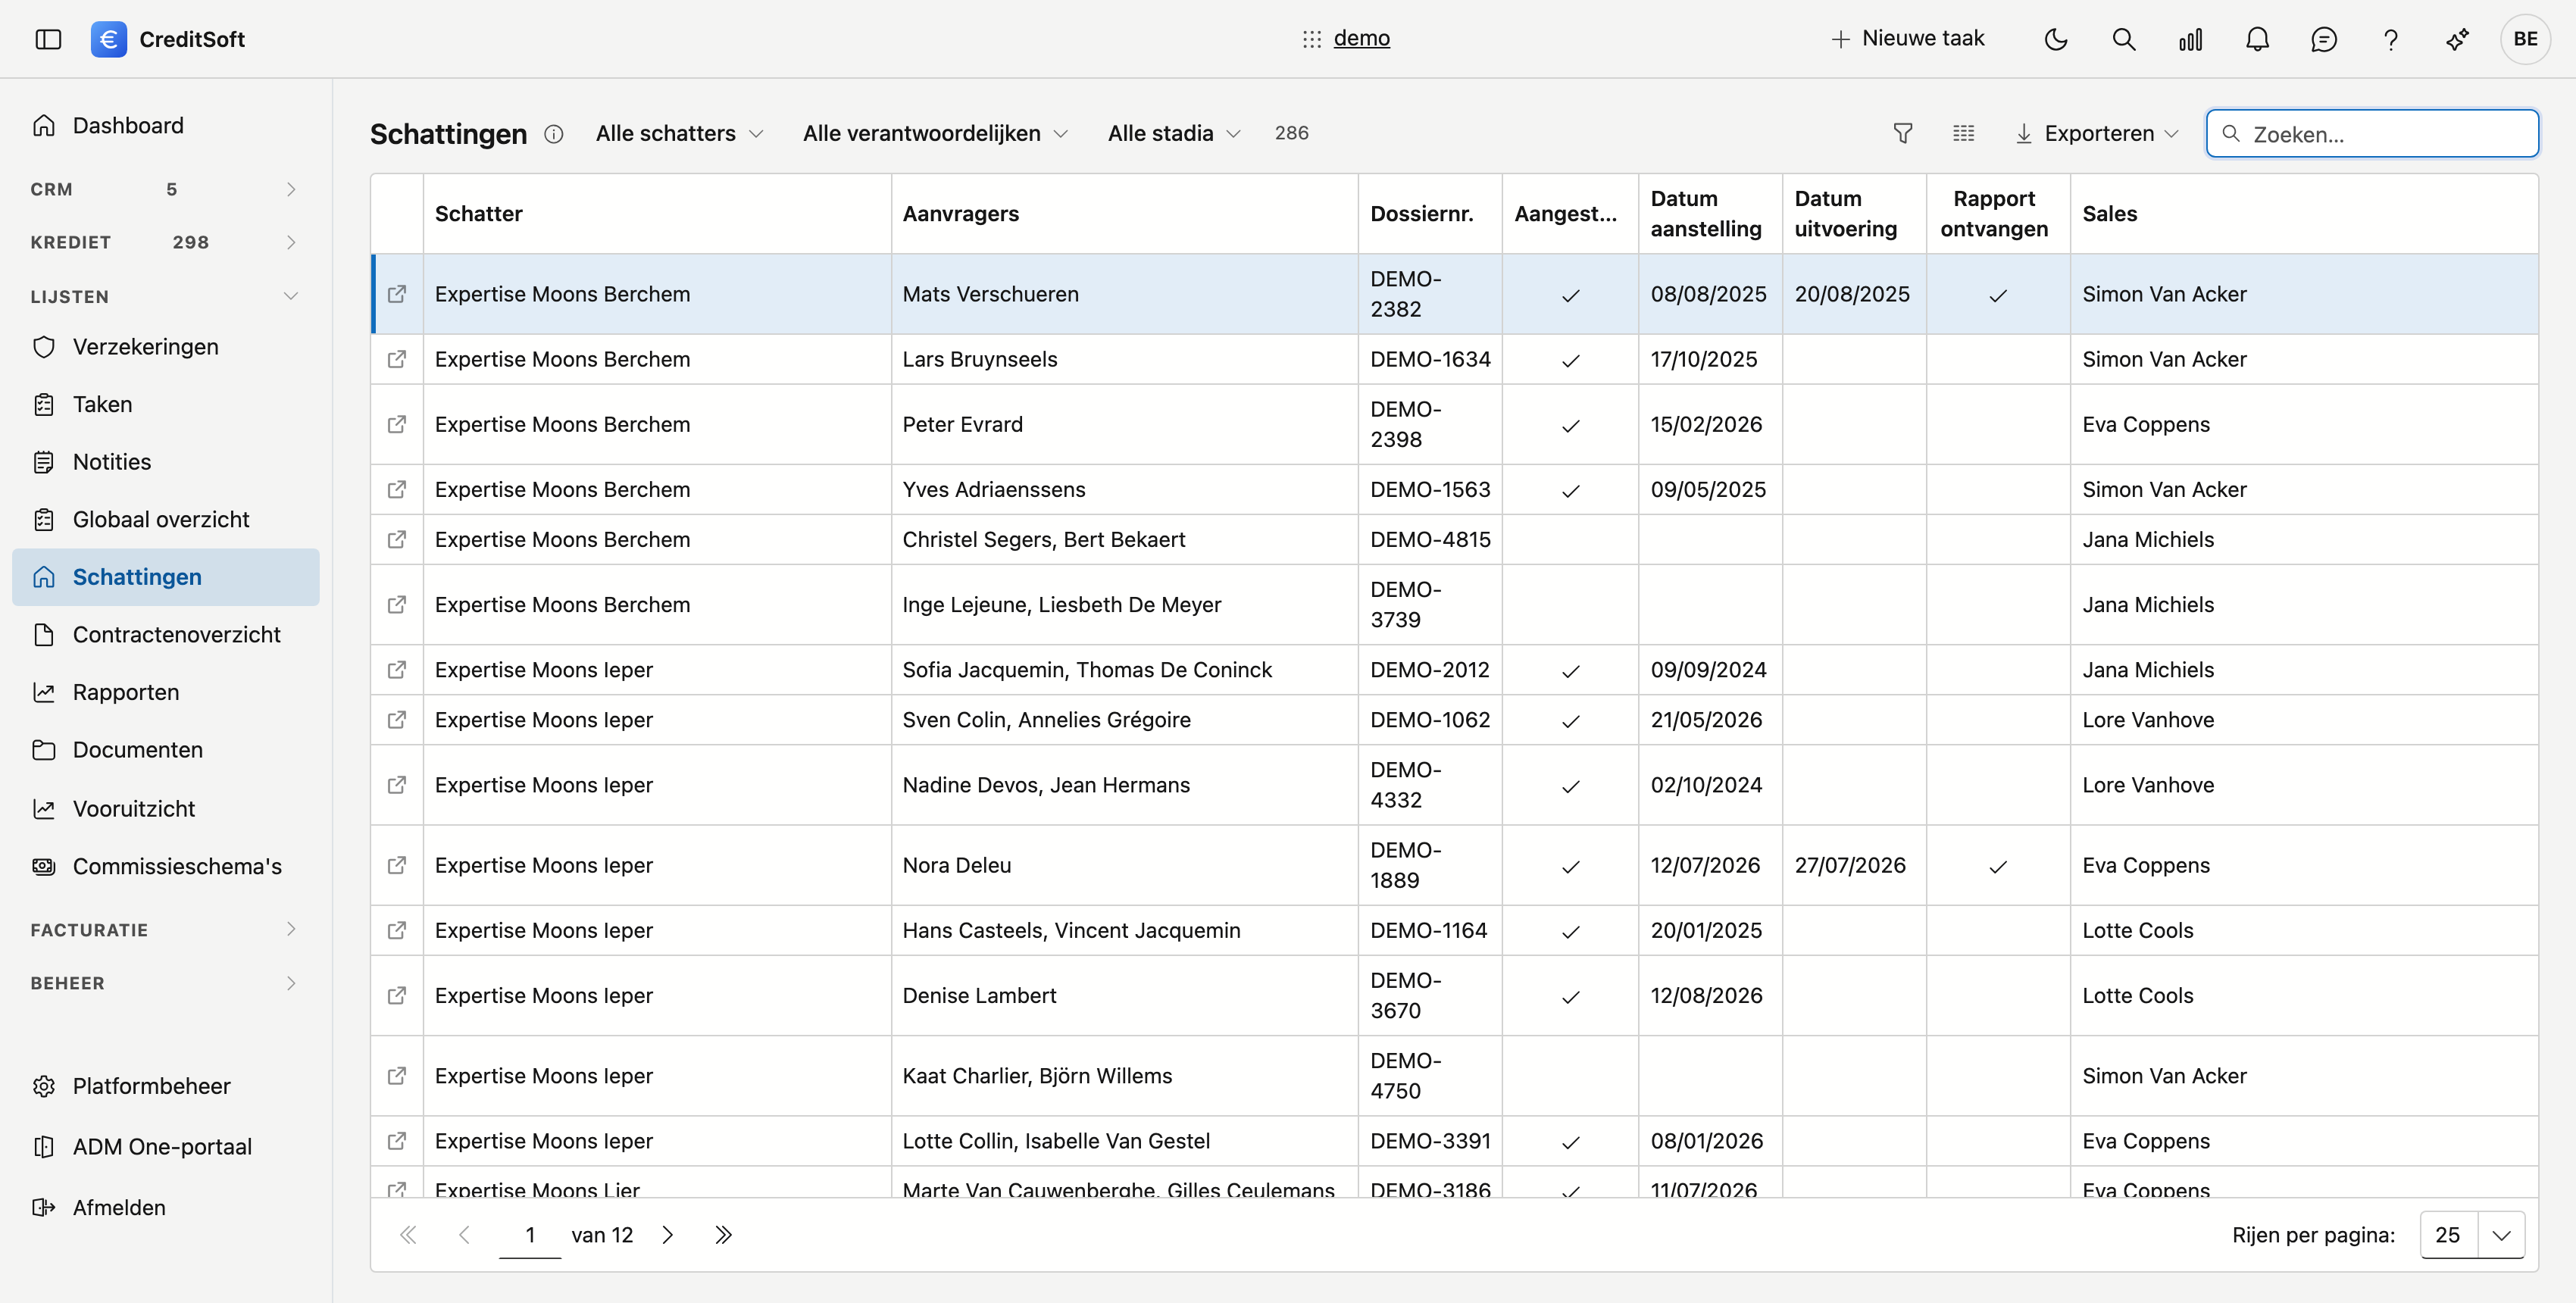 CreditSoft
demo
Nieuwe taak
BE
Dashboard
CRM 5
KREDIET 298
LIJSTEN
Verzekeringen
Taken
Notities
Globaal overzicht
Schattingen
Contractenoverzicht
Rapporten
Documenten
Vooruitzicht
Commissieschema's
FACTURATIE
BEHEER
Platformbeheer
ADM One-portaal
Afmelden
Schattingen Alle schatters Alle verantwoordelijken Alle stadia 286 Exporteren Zoeken...
Schatter Aanvragers Dossiernr. Aangest... Datum aanstelling Datum uitvoering Rapport ontvangen Sales
Expertise Moons Berchem Mats Verschueren DEMO-2382 ✓ 08/08/2025 20/08/2025 ✓ Simon Van Acker
Expertise Moons Berchem Lars Bruynseels DEMO-1634 ✓ 17/10/2025 Simon Van Acker
Expertise Moons Berchem Peter Evrard DEMO-2398 ✓ 15/02/2026 Eva Coppens
Expertise Moons Berchem Yves Adriaenssens DEMO-1563 ✓ 09/05/2025 Simon Van Acker
Expertise Moons Berchem Christel Segers, Bert Bekaert DEMO-4815 Jana Michiels
Expertise Moons Berchem Inge Lejeune, Liesbeth De Meyer DEMO-3739 Jana Michiels
Expertise Moons Ieper Sofia Jacquemin, Thomas De Coninck DEMO-2012 ✓ 09/09/2024 Jana Michiels
Expertise Moons Ieper Sven Colin, Annelies Grégoire DEMO-1062 ✓ 21/05/2026 Lore Vanhove
Expertise Moons Ieper Nadine Devos, Jean Hermans DEMO-4332 ✓ 02/10/2024 Lore Vanhove
Expertise Moons Ieper Nora Deleu DEMO-1889 ✓ 12/07/2026 27/07/2026 ✓ Eva Coppens
Expertise Moons Ieper Hans Casteels, Vincent Jacquemin DEMO-1164 ✓ 20/01/2025 Lotte Cools
Expertise Moons Ieper Denise Lambert DEMO-3670 ✓ 12/08/2026 Lotte Cools
Expertise Moons Ieper Kaat Charlier, Björn Willems DEMO-4750 Simon Van Acker
Expertise Moons Ieper Lotte Collin, Isabelle Van Gestel DEMO-3391 ✓ 08/01/2026 Eva Coppens
Expertise Moons Lier Marte Van Cauwenberghe, Gilles Ceulemans DEMO-3186 ✓ 11/07/2026 Eva Coppens
1 van 12 Rijen per pagina: 25